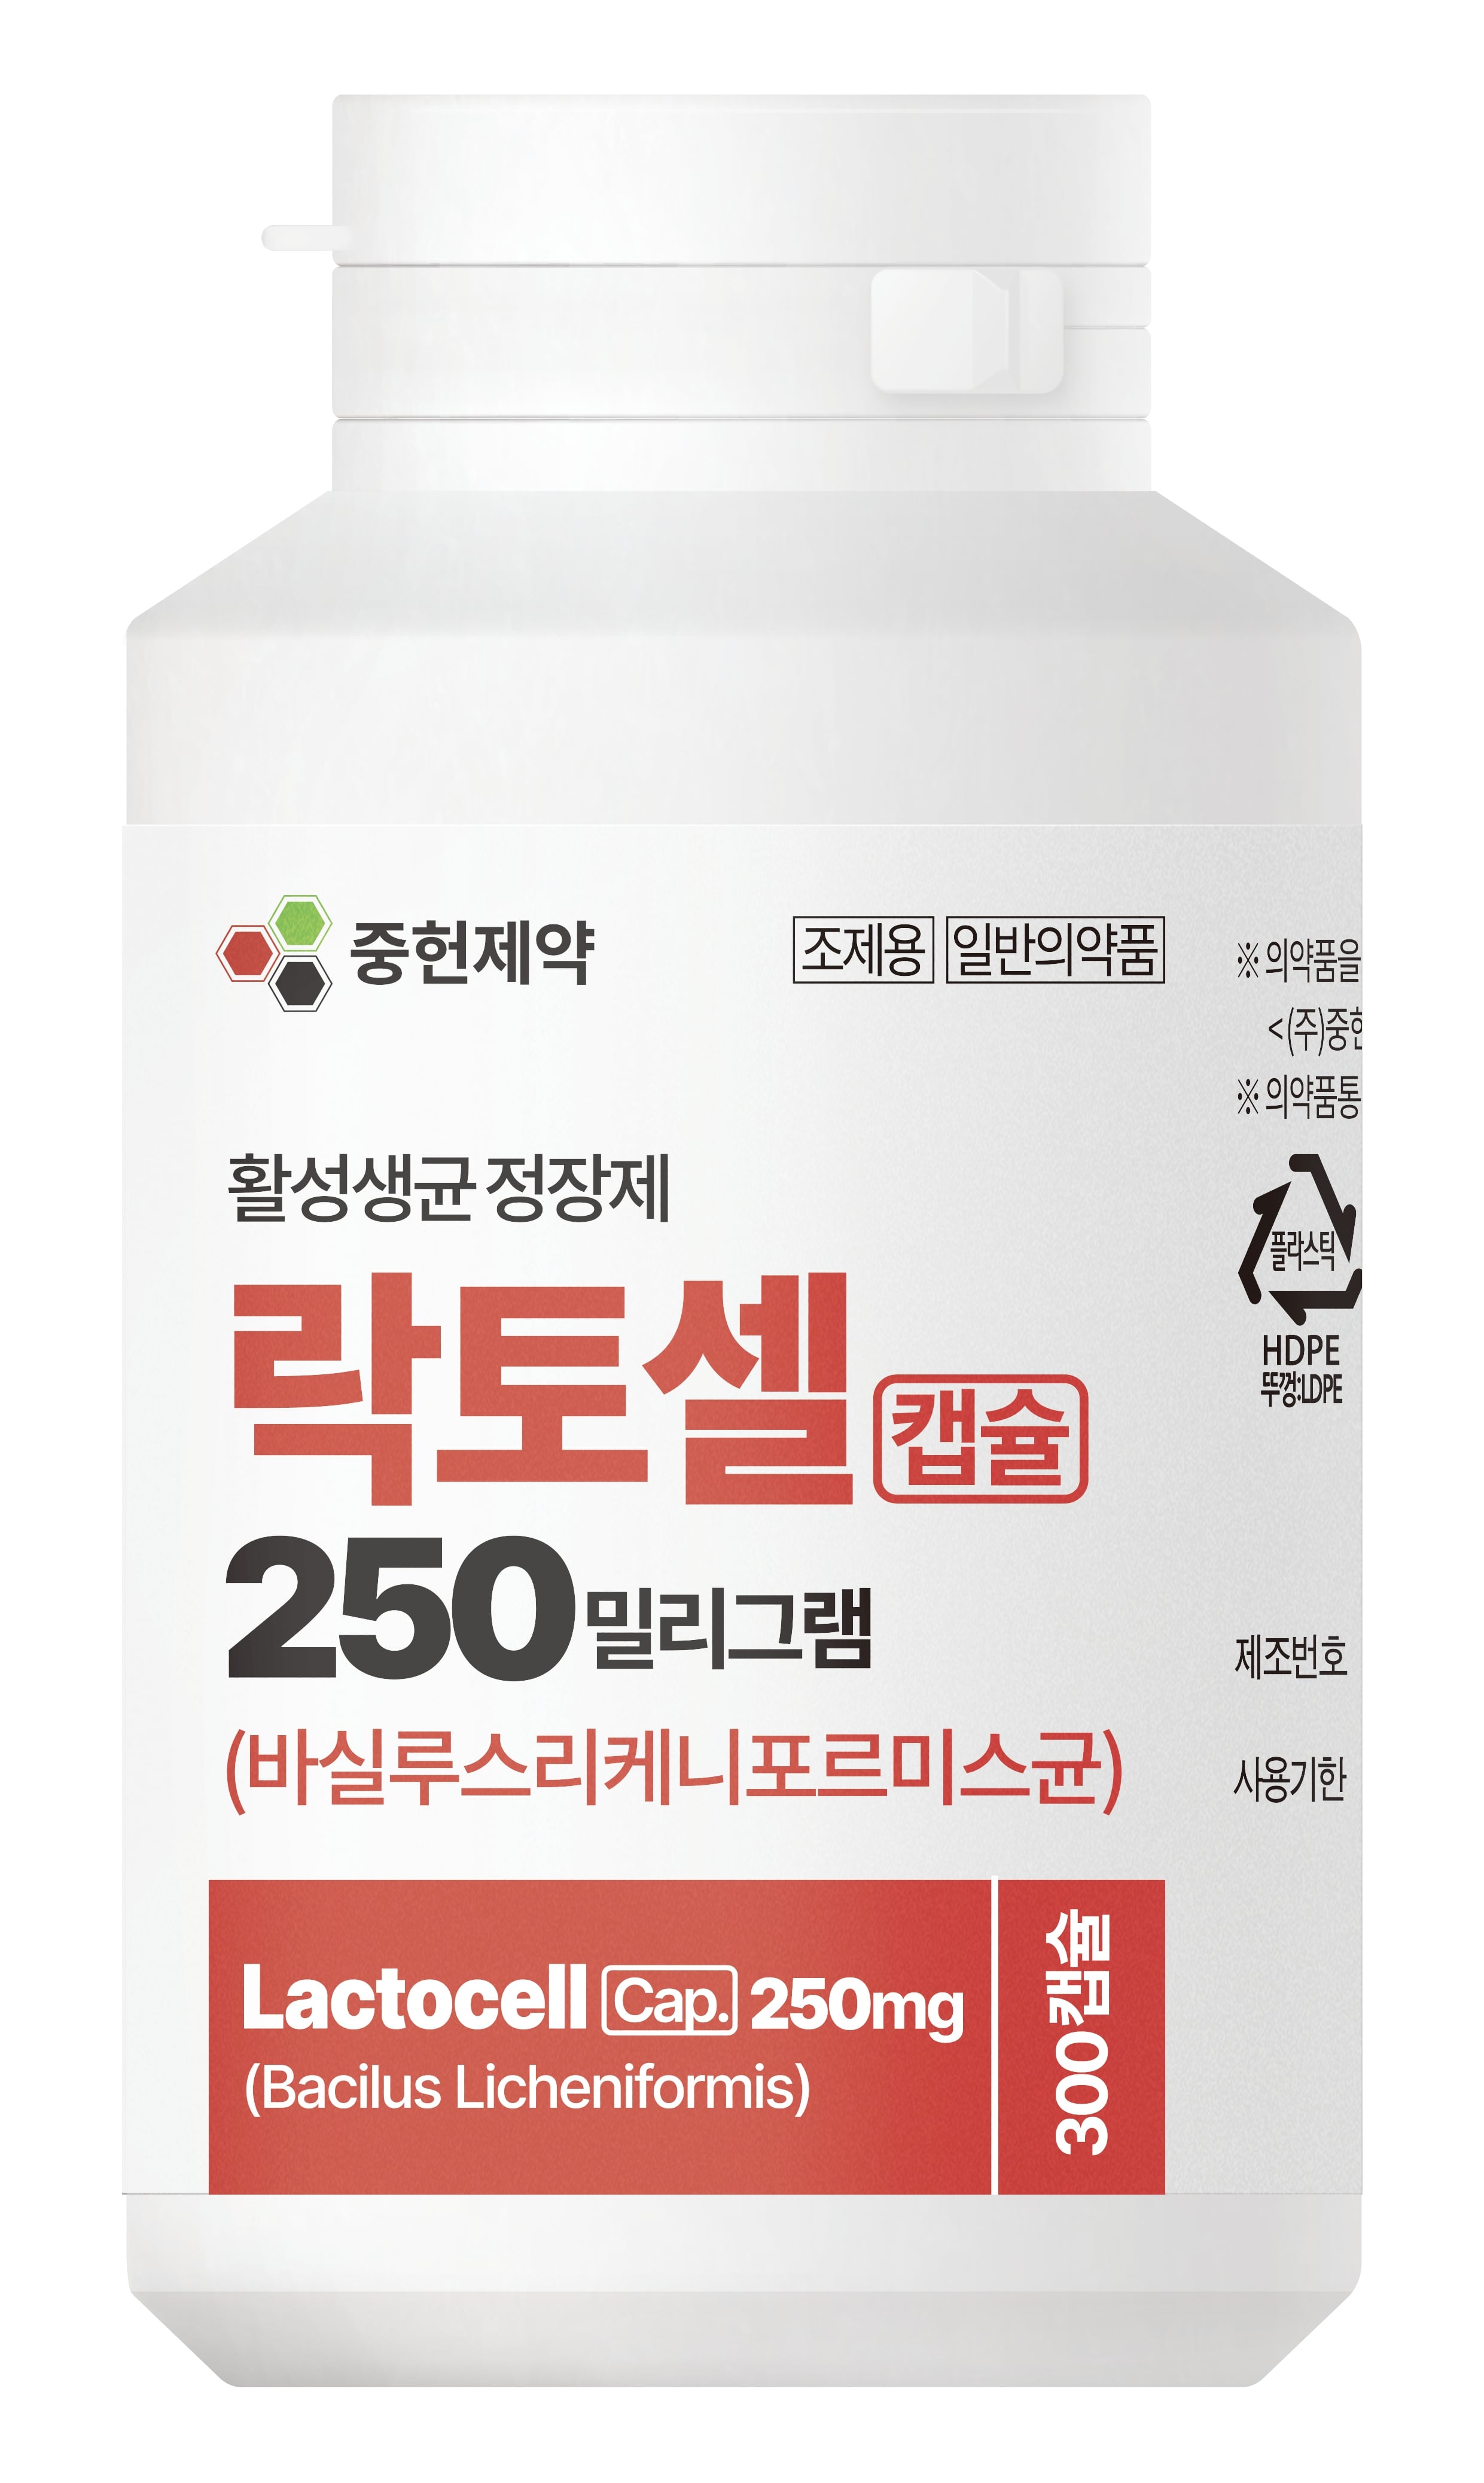 중헌제약
조제용 일반의약품
활성생균 정장제
락토셀 캡슐
250 밀리그램
(바실루스리케니포르미스균)
Lactocell Cap. 250mg
(Bacilus Licheniformis)
300캡슐
※ 의약품을
<(주)중헌
※ 의약품통
플라스틱
HDPE
뚜껑:LDPE
제조번호
사용기한